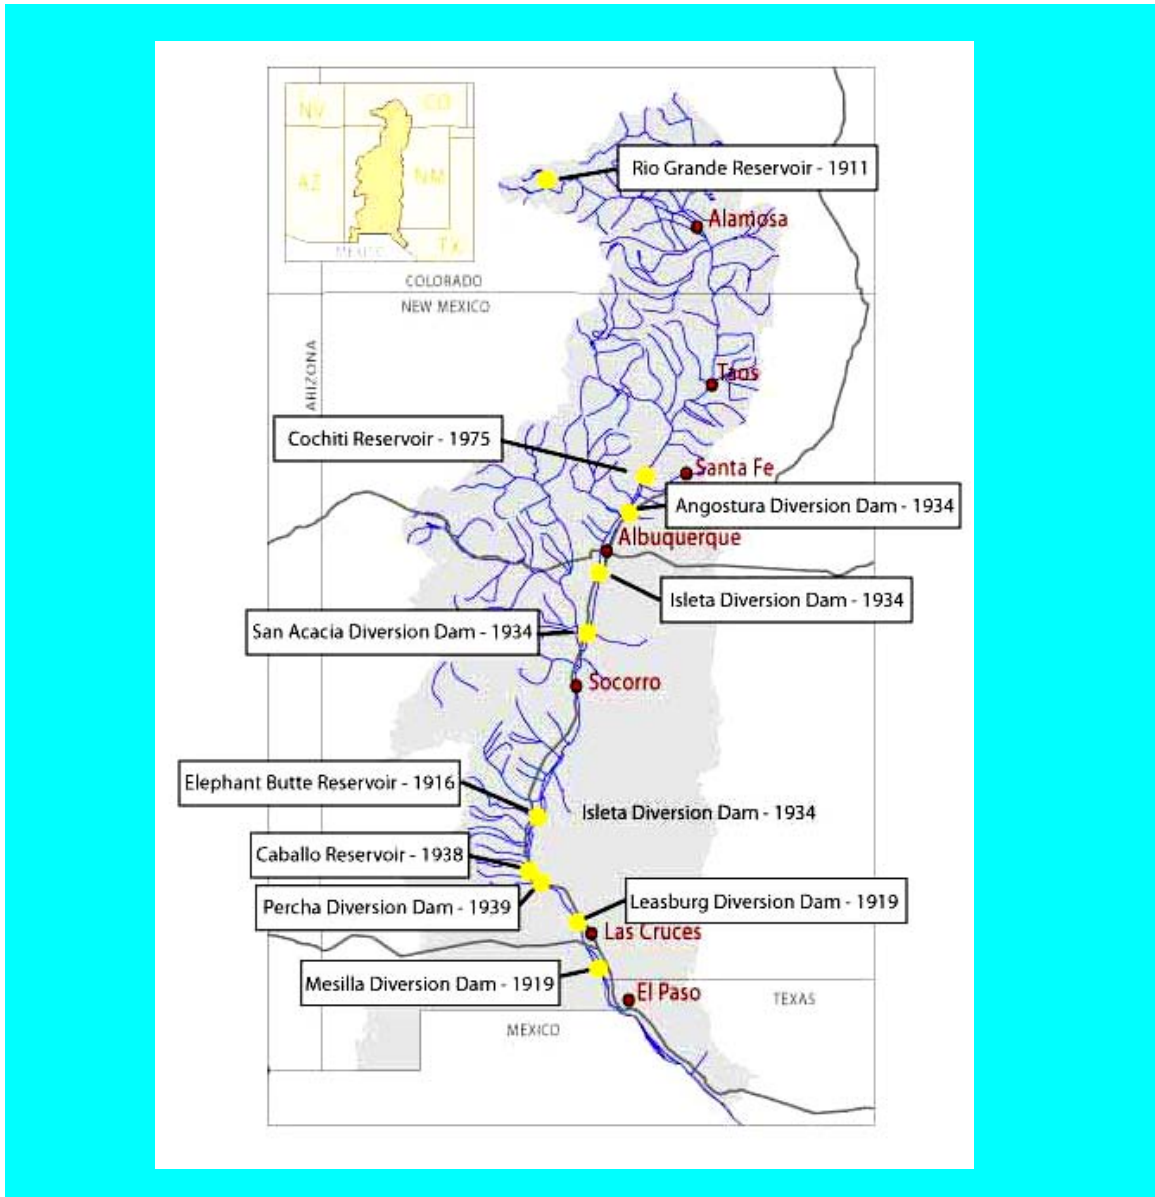 NV
CO
Rio Grande Reservoir - 1911
AZ
NM
Alamosa
MEXICO
TX
COLORADO
NEW MEXICO
ARIZONA
Taos
Cochiti Reservoir - 1975
Santa Fe
Angostura Diversion Dam - 1934
Albuquerque
Isleta Diversion Dam - 1934
San Acacia Diversion Dam - 1934
Socorro
Elephant Butte Reservoir - 1916
Isleta Diversion Dam - 1934
Caballo Reservoir - 1938
Percha Diversion Dam - 1939
Leasburg Diversion Dam - 1919
Las Cruces
Mesilla Diversion Dam - 1919
El Paso
TEXAS
MEXICO